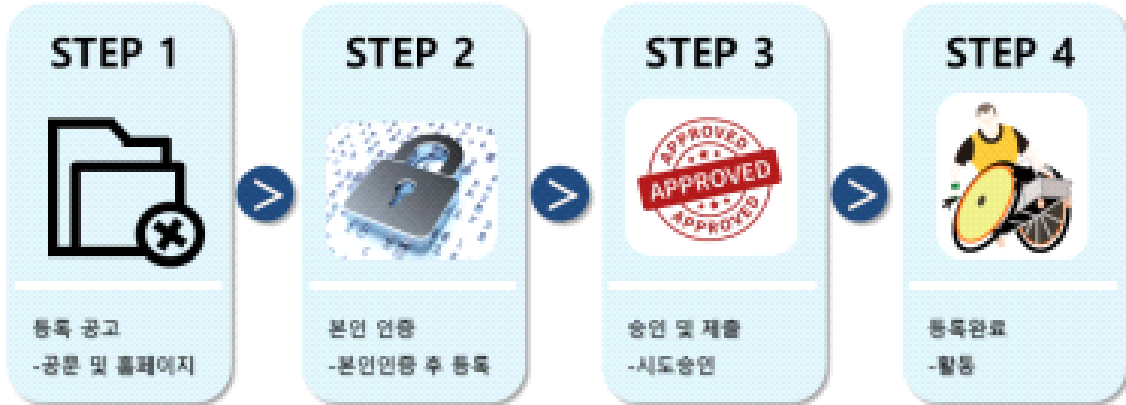 STEP 1
등록 공고
-공문 및 홈페이지
>
STEP 2
본인 인증
-본인인증 후 등록
>
STEP 3
APPROVED
APPROVED
APPROVED
승인 및 제출
-시도승인
>
STEP 4
등록완료
-활동